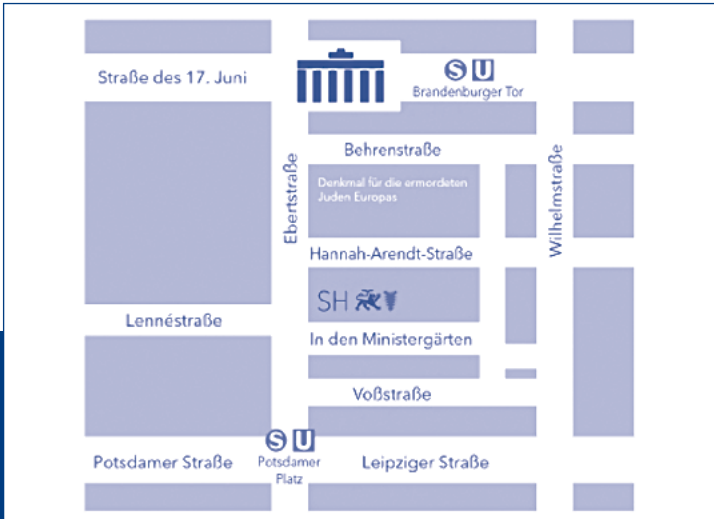 Straße des 17. Juni
S U
Brandenburger Tor
Behrenstraße
Ebertstraße
Denkmal für die ermordeten
Juden Europas
Wilhelmstraße
Hannah-Arendt-Straße
SH
Lennéstraße
In den Ministergärten
Voßstraße
S U
Potsdamer Straße
Potsdamer
Platz
Leipziger Straße